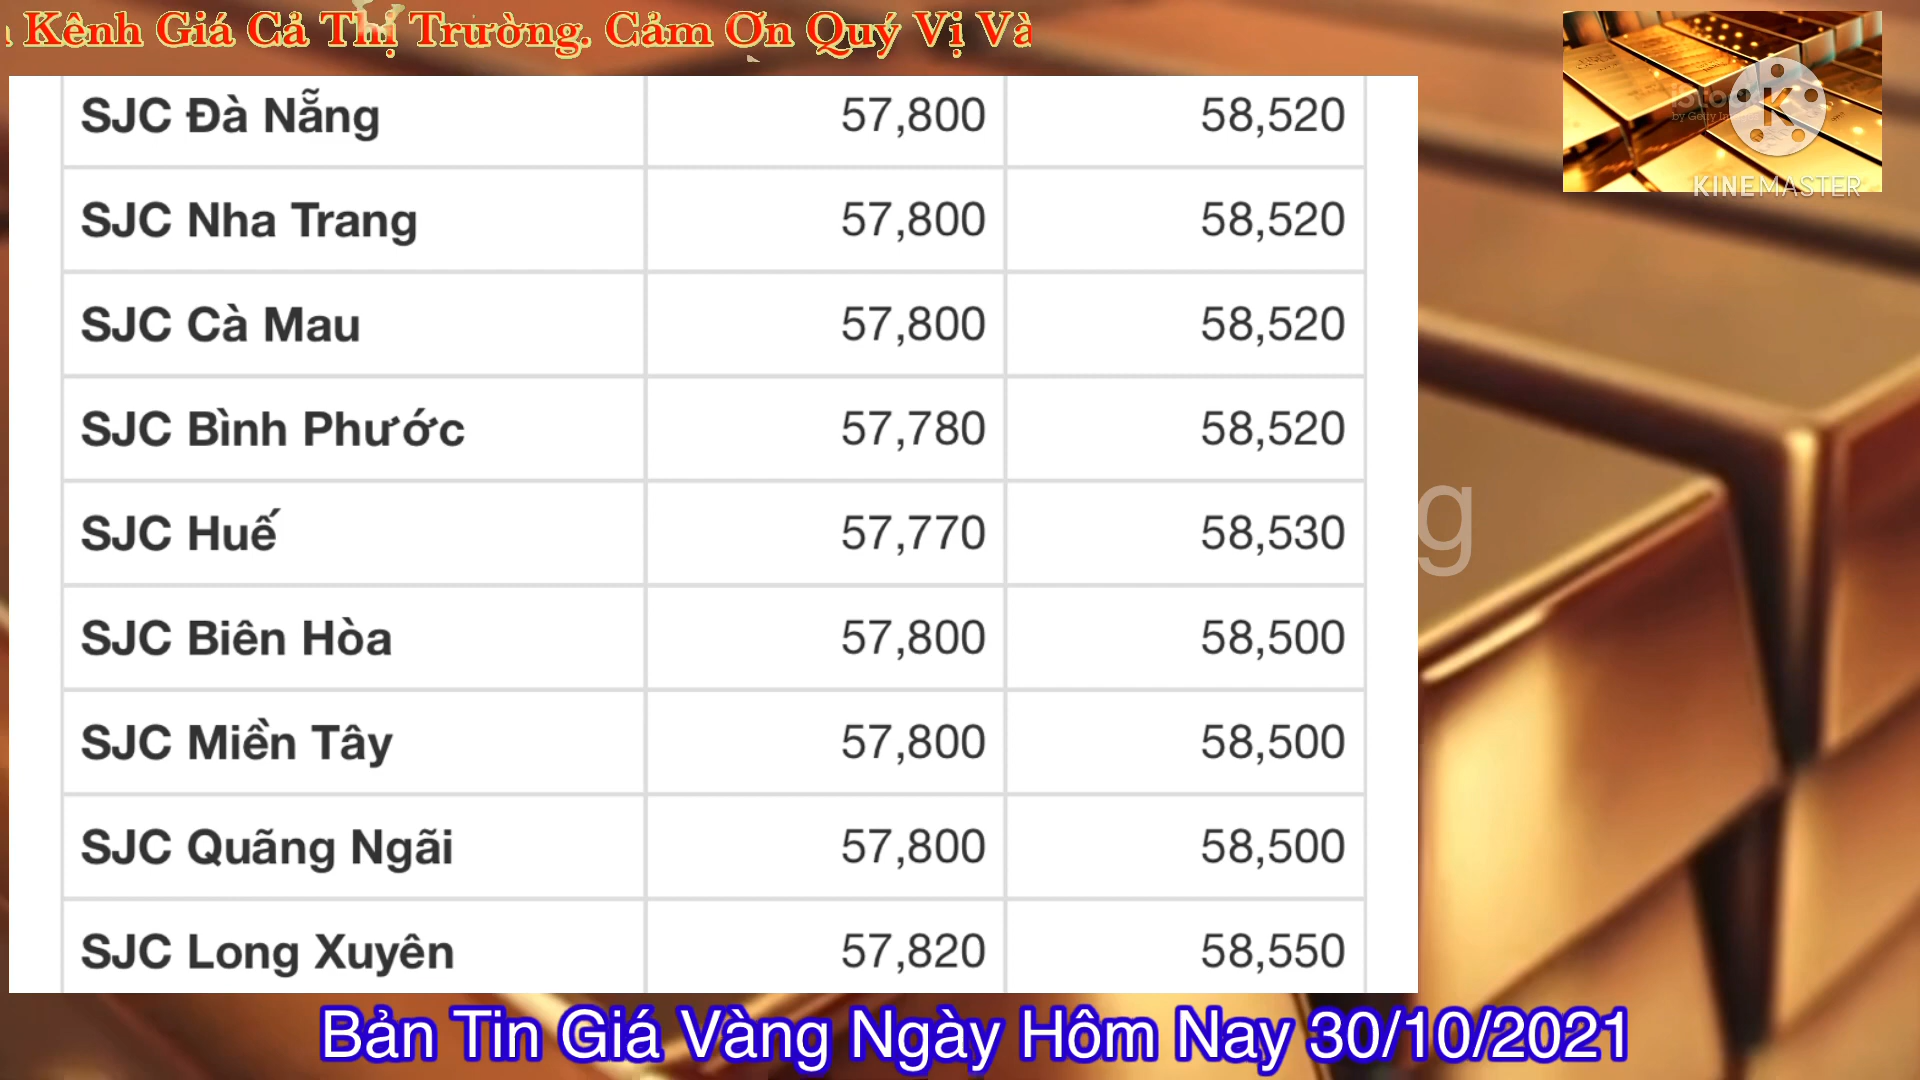 Kênh Giá Cả Thị Trường. Cảm Ơn Quý Vị Và
iStock
by Getty Images
K
KINEMASTER
SJC Đà Nẵng 57,800 58,520
SJC Nha Trang 57,800 58,520
SJC Cà Mau 57,800 58,520
SJC Bình Phước 57,780 58,520
SJC Huế 57,770 58,530
g
SJC Biên Hòa 57,800 58,500
SJC Miền Tây 57,800 58,500
SJC Quãng Ngãi 57,800 58,500
SJC Long Xuyên 57,820 58,550
Bản Tin Giá Vàng Ngày Hôm Nay 30/10/2021